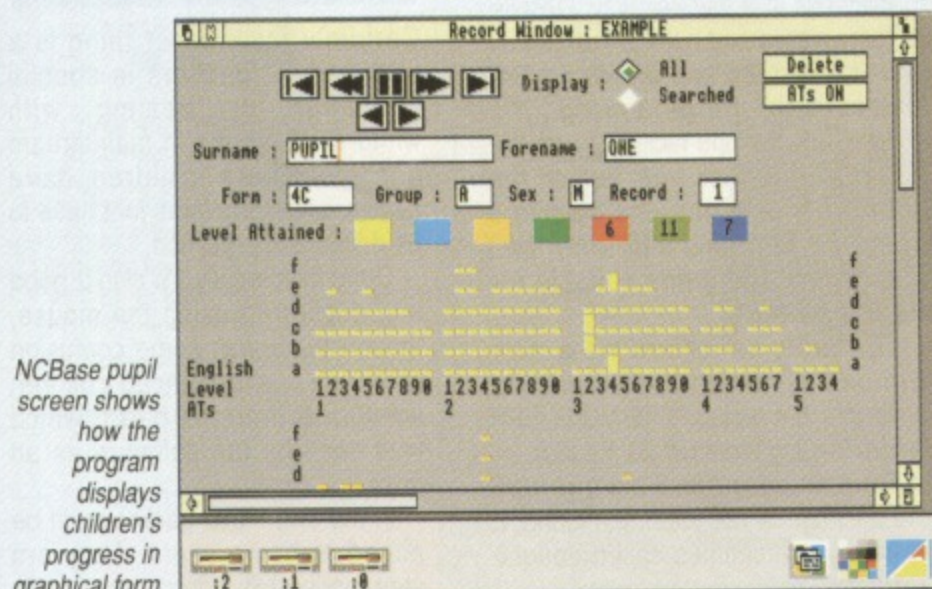 Record Window : EXAMPLE
Display : All
Searched
Delete
ATs ON
Surname : PUPIL Forename : ONE
Form : 4C Group : A Sex : M Record : 1
Level Attained : 6 11 7
f f
e e
d d
c c
b b
English a a
Level 1234567890 1234567890 1234567890 1234567 1234
ATs 1 2 3 4 5
f
e
d
:2 :1 :0
NCBase pupil
screen shows
how the
program
displays
children's
progress in
graphical form